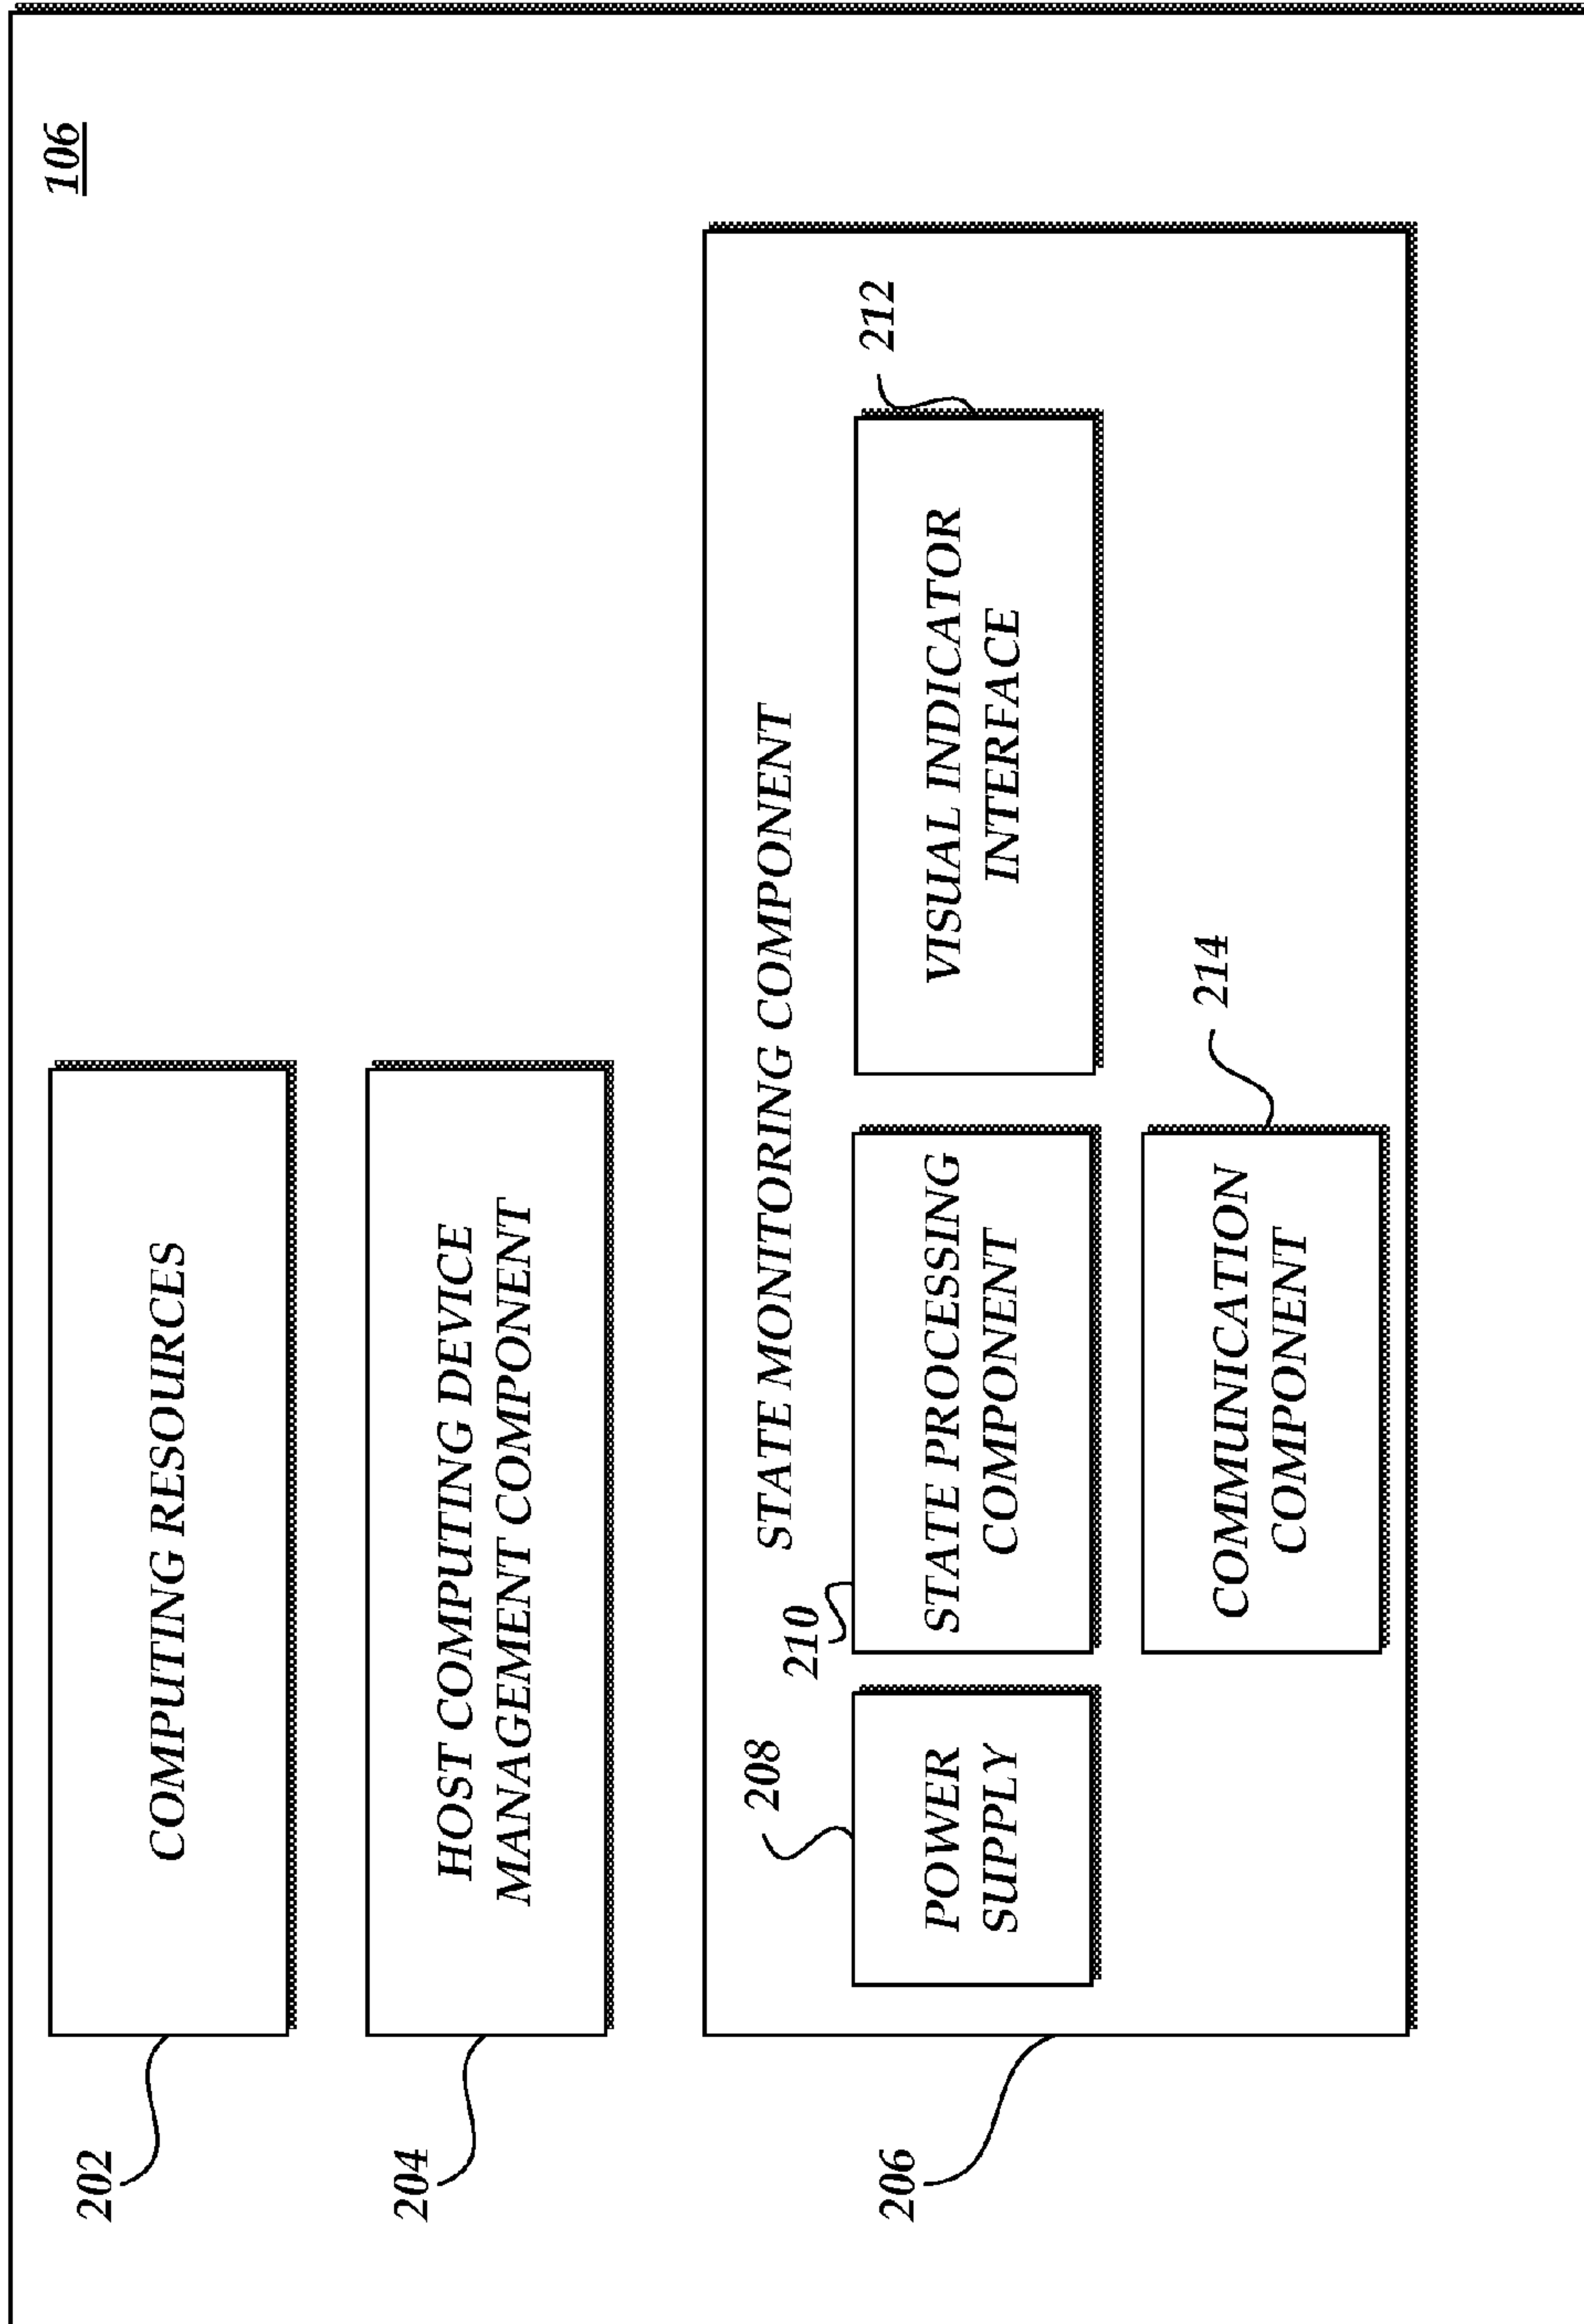 106
202
COMPUTING RESOURCES
204
HOST COMPUTING DEVICE
MANAGEMENT COMPONENT
206
STATE MONITORING COMPONENT
208
POWER
SUPPLY
210
STATE PROCESSING
COMPONENT
212
VISUAL INDICATOR
INTERFACE
214
COMMUNICATION
COMPONENT